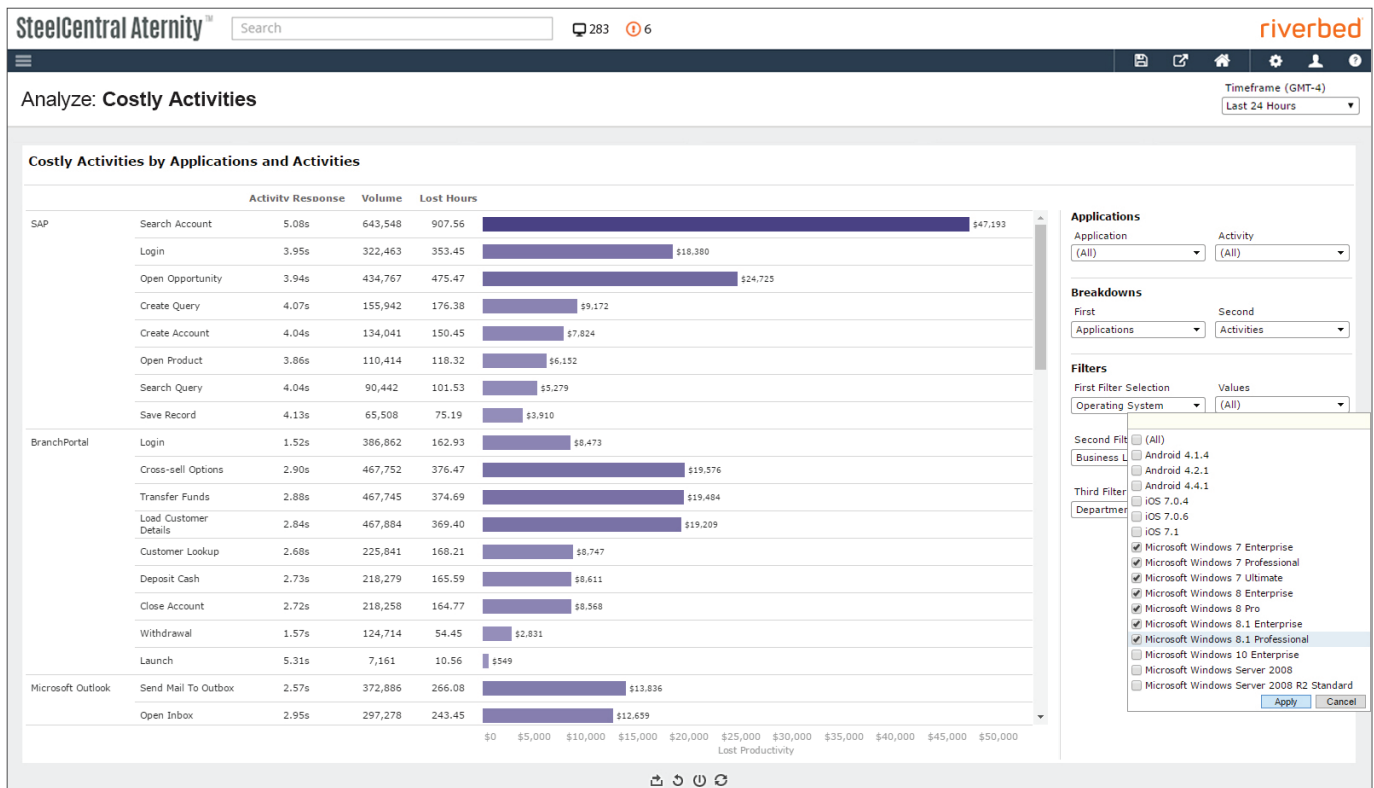 SteelCentral Aternity™ Search 283 6 riverbed
Analyze: Costly Activities
Timeframe (GMT-4)
Last 24 Hours
Costly Activities by Applications and Activities
Activity Response Volume Lost Hours
SAP Search Account 5.08s 643,548 907.56 $47,193
Login 3.95s 322,463 353.45 $18,380
Open Opportunity 3.94s 434,767 475.47 $24,725
Create Query 4.07s 155,942 176.38 $9,172
Create Account 4.04s 134,041 150.45 $7,824
Open Product 3.86s 110,414 118.32 $6,152
Search Query 4.04s 90,442 101.53 $5,279
Save Record 4.13s 65,508 75.19 $3,910
BranchPortal Login 1.52s 386,862 162.93 $8,473
Cross-sell Options 2.90s 467,752 376.47 $19,576
Transfer Funds 2.88s 467,745 374.69 $19,484
Load Customer
Details 2.84s 467,884 369.40 $19,209
Customer Lookup 2.68s 225,841 168.21 $8,747
Deposit Cash 2.73s 218,279 165.59 $8,611
Close Account 2.72s 218,258 164.77 $8,568
Withdrawal 1.57s 124,714 54.45 $2,831
Launch 5.31s 7,161 10.56 $549
Microsoft Outlook Send Mail To Outbox 2.57s 372,886 266.08 $13,836
Open Inbox 2.95s 297,278 243.45 $12,659
$0 $5,000 $10,000 $15,000 $20,000 $25,000 $30,000 $35,000 $40,000 $45,000 $50,000
Lost Productivity
Applications
Application Activity
(All) (All)
Breakdowns
First Second
Applications Activities
Filters
First Filter Selection Values
Operating System (All)
Second Filt
Business L
Third Filter
Departmer
(All)
Android 4.1.4
Android 4.2.1
Android 4.4.1
iOS 7.0.4
iOS 7.0.6
iOS 7.1
Microsoft Windows 7 Enterprise
Microsoft Windows 7 Professional
Microsoft Windows 7 Ultimate
Microsoft Windows 8 Enterprise
Microsoft Windows 8 Pro
Microsoft Windows 8.1 Enterprise
Microsoft Windows 8.1 Professional
Microsoft Windows 10 Enterprise
Microsoft Windows Server 2008
Microsoft Windows Server 2008 R2 Standard
Apply Cancel